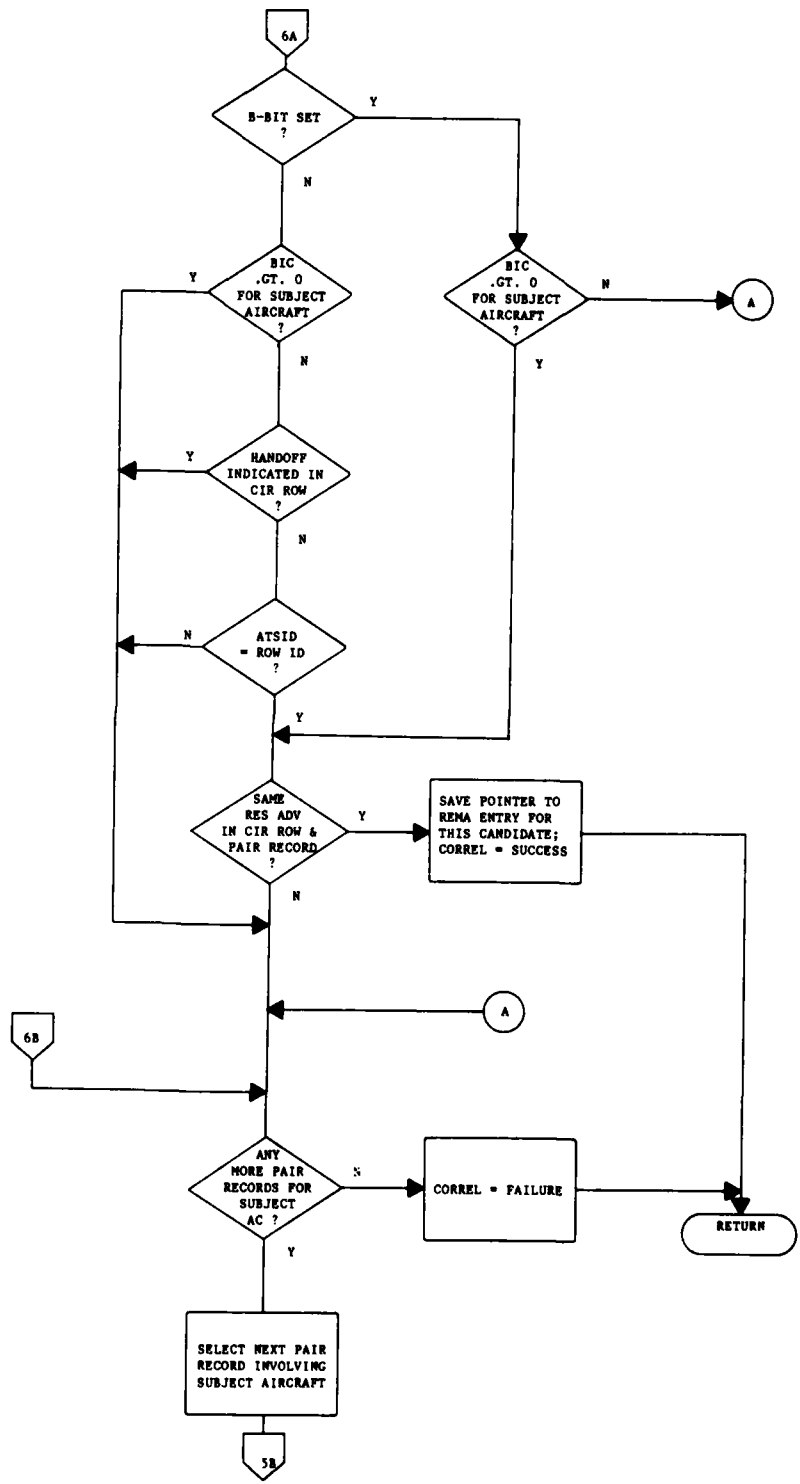 6A
B-BIT SET
?
Y
N
BIC
.GT. 0
FOR SUBJECT
AIRCRAFT
?
Y
N
BIC
.GT. 0
FOR SUBJECT
AIRCRAFT
?
N
A
Y
HANDOFF
INDICATED IN
CIR ROW
?
Y
N
ATSID
= ROW ID
?
N
Y
SAME
RES ADV
IN CIR ROW &
PAIR RECORD
?
Y
SAVE POINTER TO
REMA ENTRY FOR
THIS CANDIDATE;
CORREL = SUCCESS
N
A
6B
ANY
MORE PAIR
RECORDS FOR
SUBJECT
AC ?
N
CORREL = FAILURE
RETURN
Y
SELECT NEXT PAIR
RECORD INVOLVING
SUBJECT AIRCRAFT